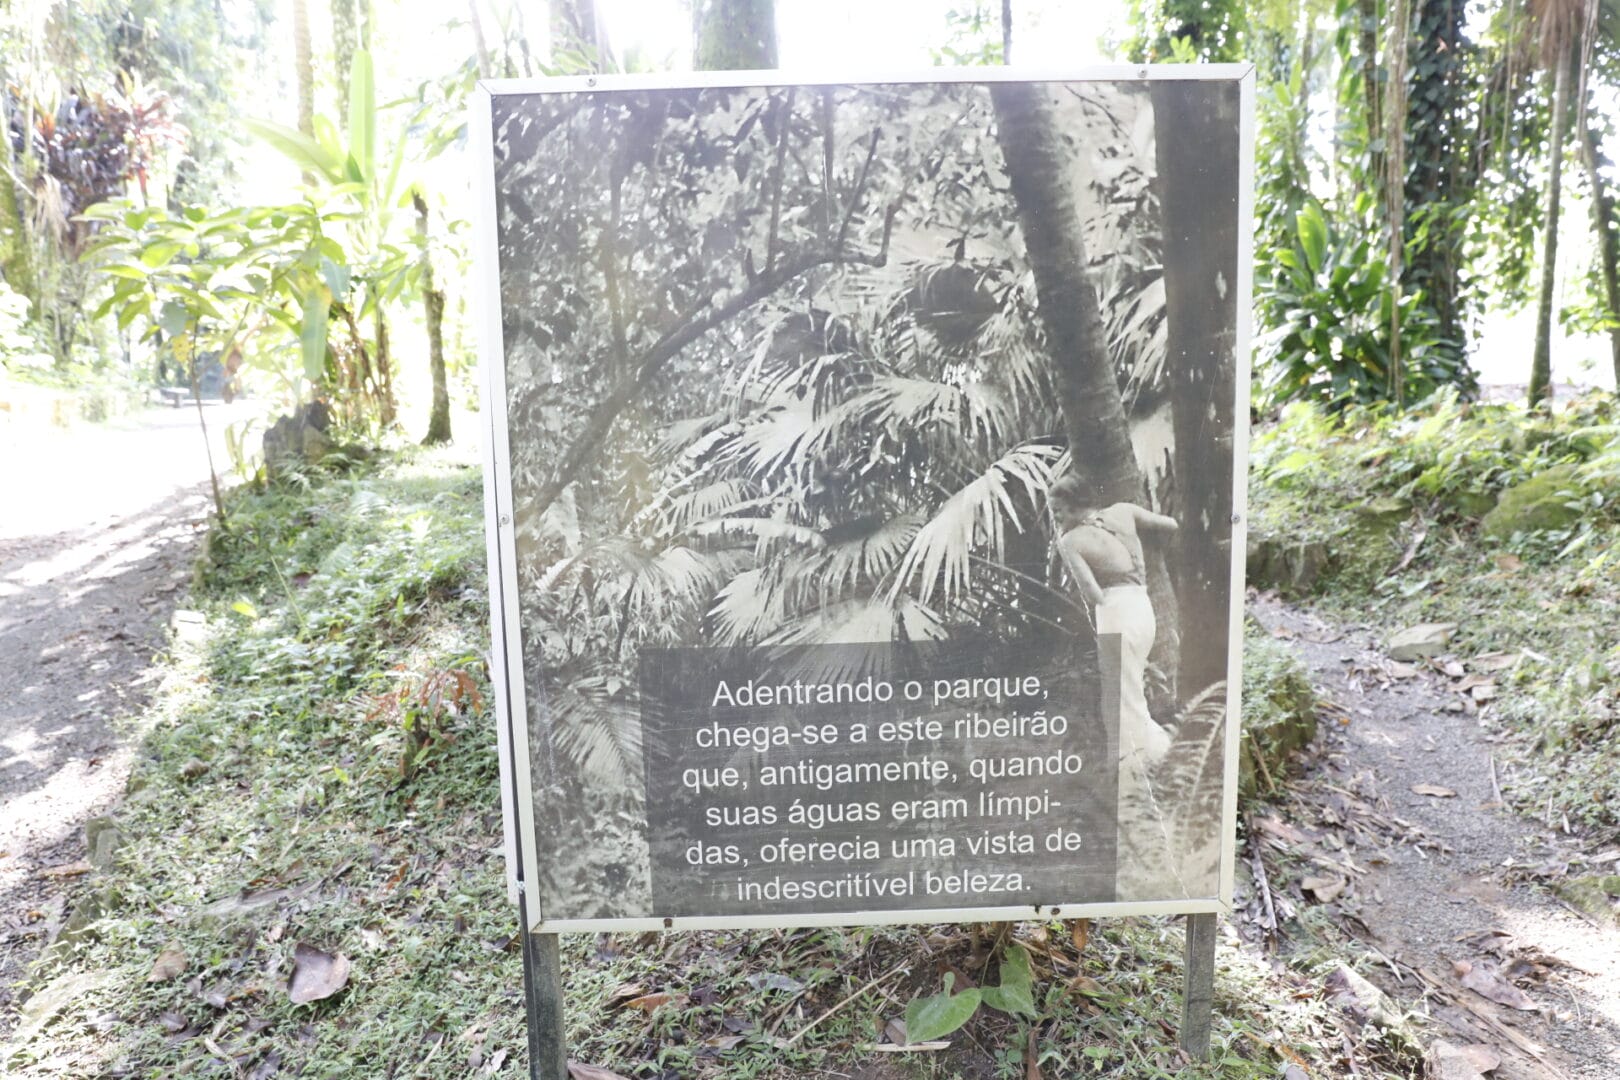 Adentrando o parque,
chega-se a este ribeirão
que, antigamente, quando
suas águas eram límpi-
das, oferecia uma vista de
indescritível beleza.